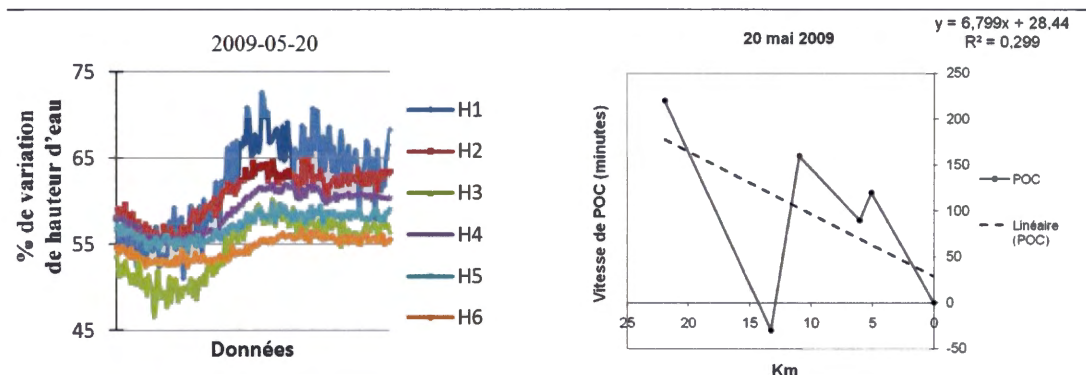 2009-05-20
75
65
55
45
% de variation
de hauteur d'eau
Données
H1
H2
H3
H4
H5
H6
20 mai 2009
y = 6,799x + 28,44
R² = 0,299
250
200
150
100
50
0
-50
25 20 15 10 5 0
Vitesse de POC (minutes)
Km
POC
Linéaire
(POC)